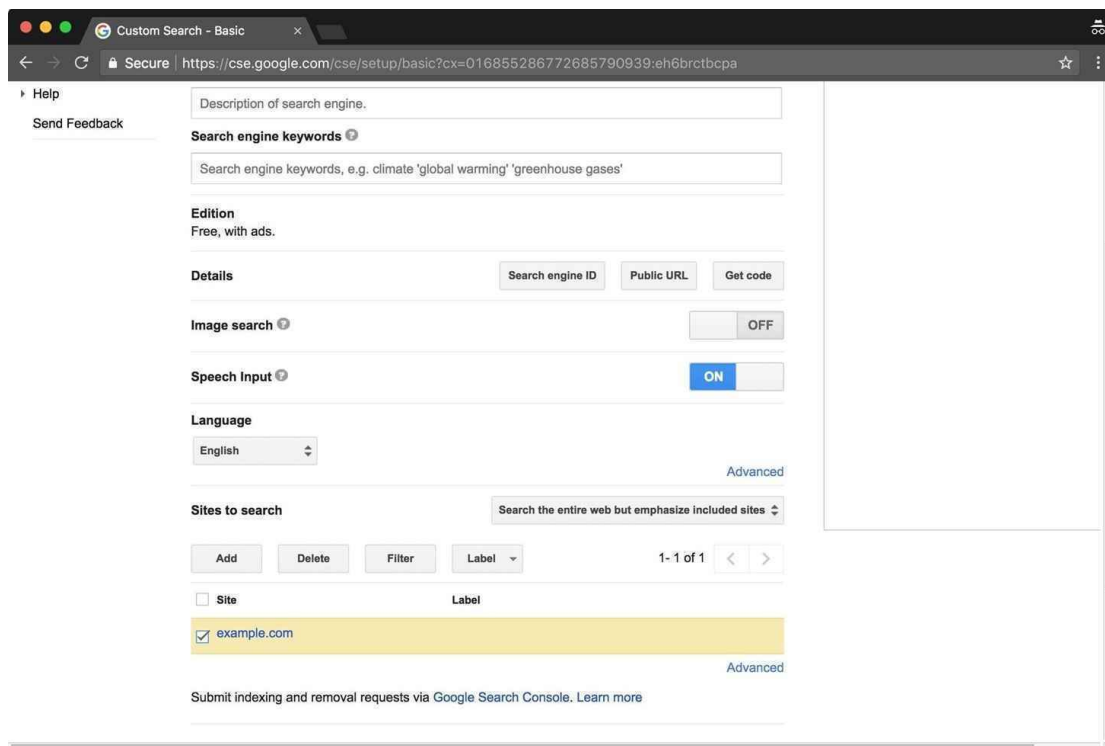 Custom Search - Basic
Secure https://cse.google.com/cse/setup/basic?cx=016855286772685790939:eh6brctbcpa
Help
Send Feedback
Description of search engine.
Search engine keywords
Search engine keywords, e.g. climate 'global warming' 'greenhouse gases'
Edition
Free, with ads.
Details Search engine ID Public URL Get code
Image search OFF
Speech Input ON
Language
English
Advanced
Sites to search Search the entire web but emphasize included sites
Add Delete Filter Label 1- 1 of 1
Site Label
example.com
Advanced
Submit indexing and removal requests via Google Search Console. Learn more